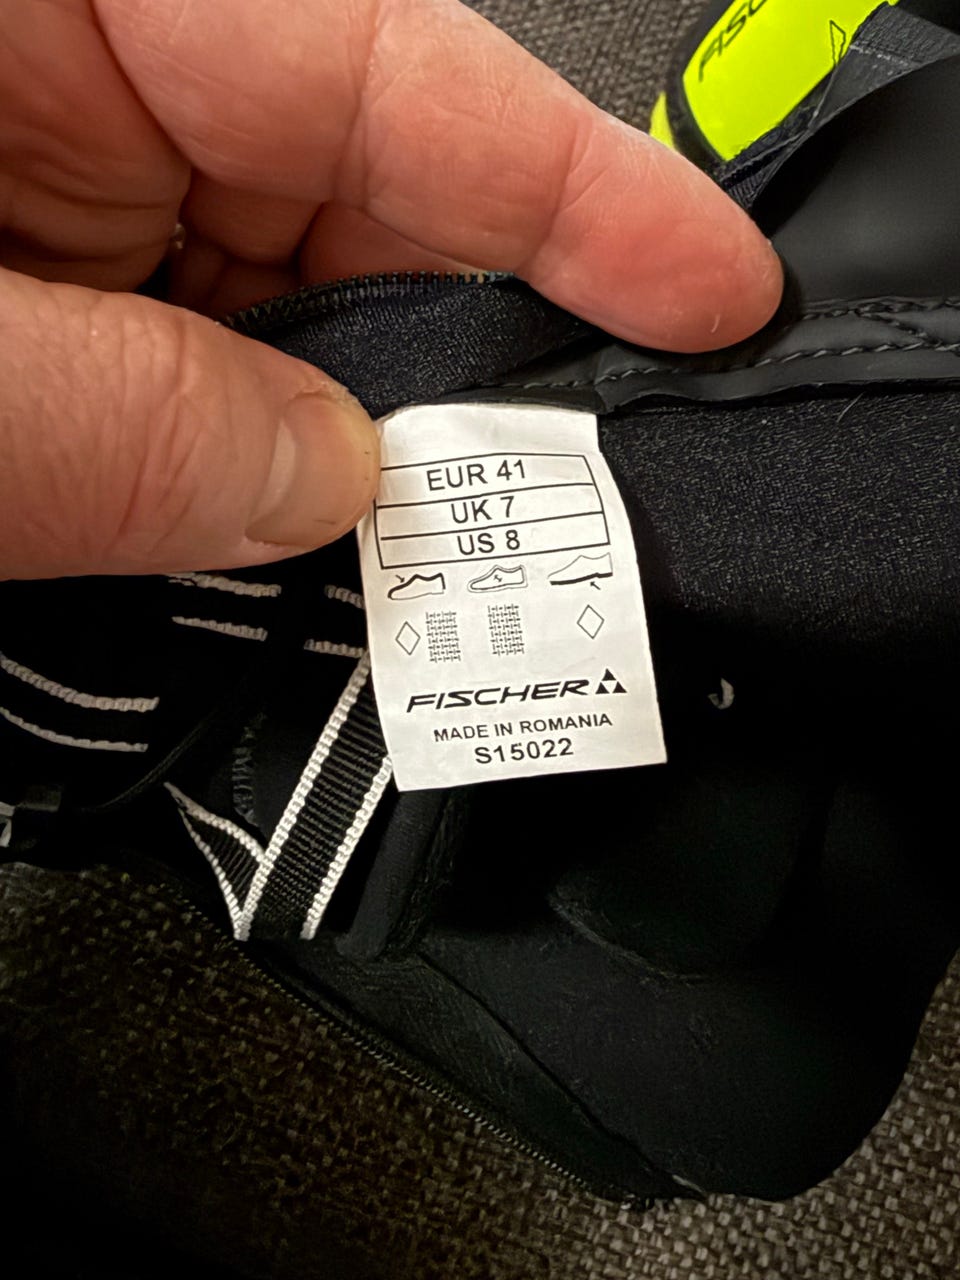 EUR 41
UK 7
US 8
FISCHER
MADE IN ROMANIA
S15022